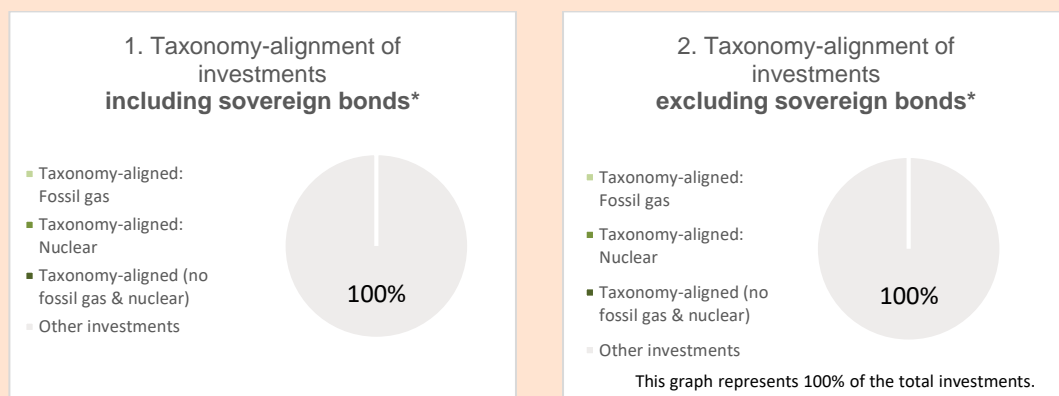 1. Taxonomy-alignment of
investments
including sovereign bonds*
Taxonomy-aligned:
Fossil gas
Taxonomy-aligned:
Nuclear
Taxonomy-aligned (no
fossil gas & nuclear)
Other investments
100%
2. Taxonomy-alignment of
investments
excluding sovereign bonds*
Taxonomy-aligned:
Fossil gas
Taxonomy-aligned:
Nuclear
Taxonomy-aligned (no
fossil gas & nuclear)
Other investments
100%
This graph represents 100% of the total investments.